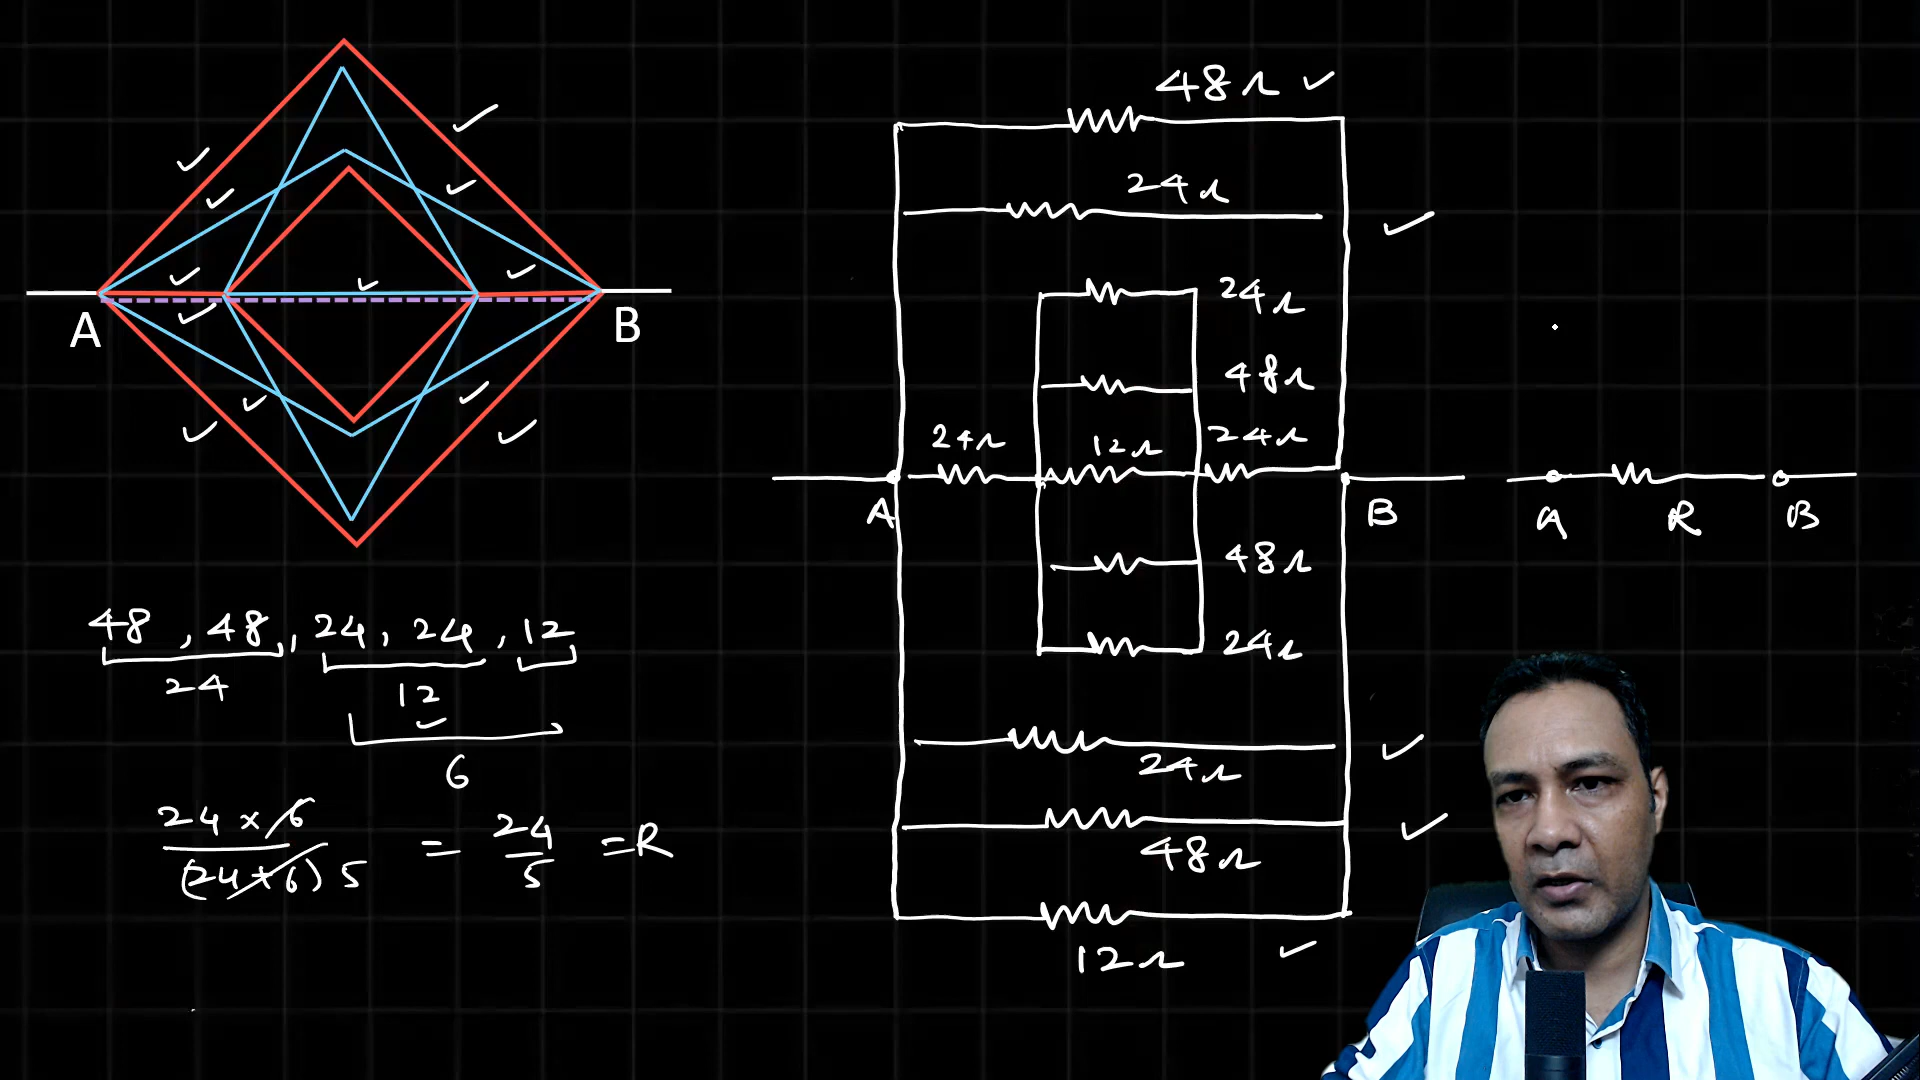 A
B
48 , 48 , 24 , 24 , 12
24
12
6
24 × 6
(24+6) 5
= 24/5 = R
48Ω
24Ω
24Ω
48Ω
24Ω 12Ω 24Ω
A B
48Ω
24Ω
24Ω
48Ω
12Ω
A R B